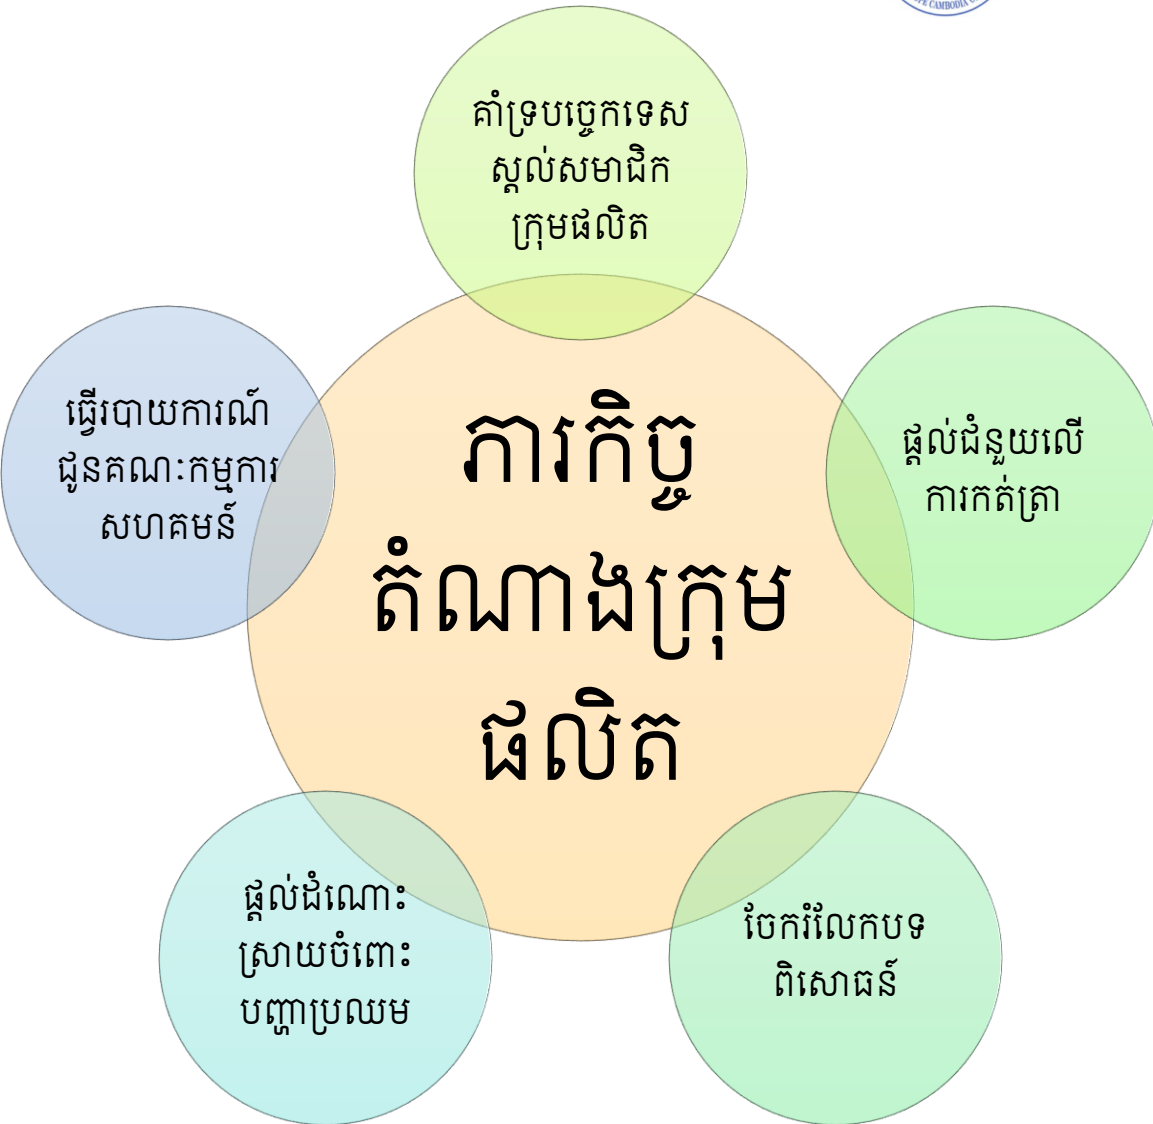 PE CAMBODIA
គាំទ្របច្ចេកទេស
ស្តល់សមាជិក
ក្រុមផលិត
ធ្វើរបាយការណ៍
ជូនគណៈកម្មការ
សហគមន៍
ភារកិច្ច
តំណាងក្រុម
ផលិត
ផ្តល់ជំនួយលើ
ការកត់ត្រា
ផ្តល់ដំណោះ
ស្រាយចំពោះ
បញ្ហាប្រឈម
ចែករំលែកបទ
ពិសោធន៍